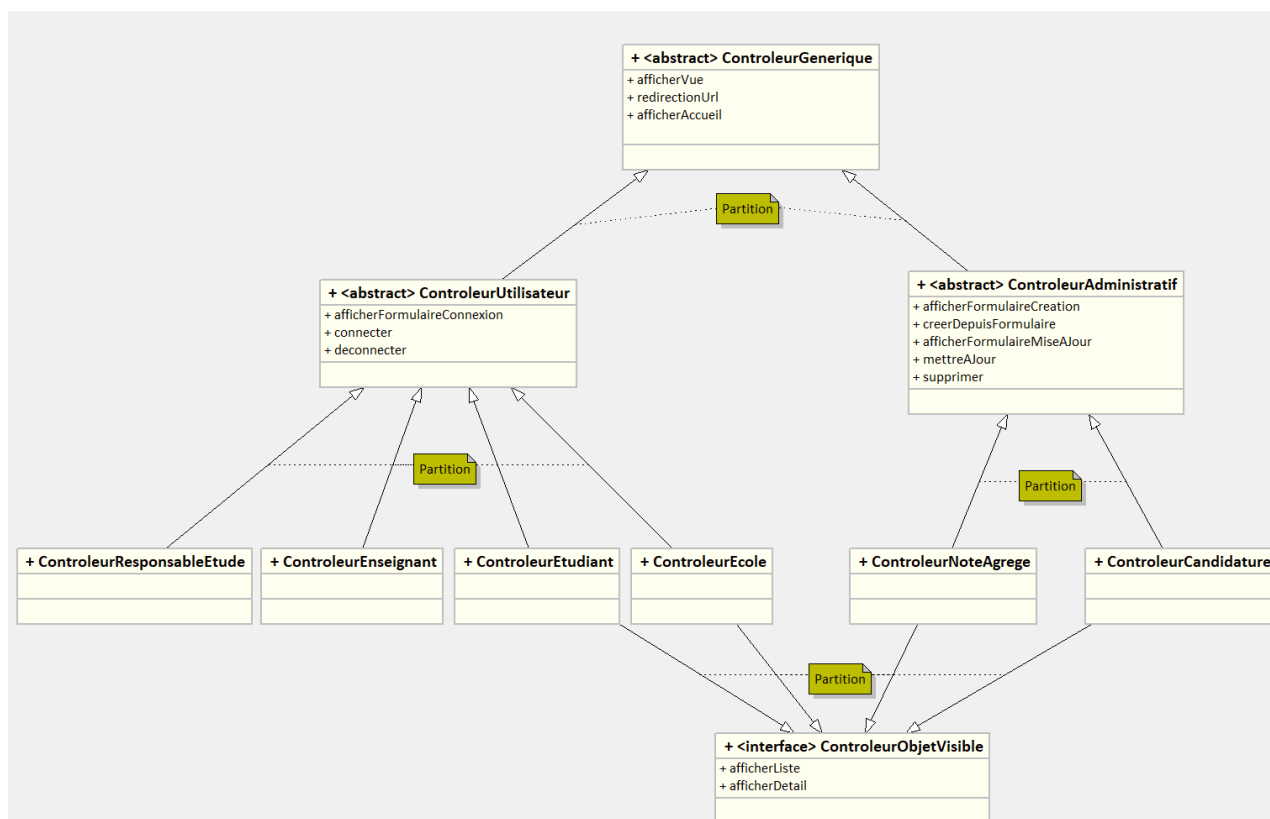 + <abstract> ControleurGenerique
+ afficherVue
+ redirectionUrl
+ afficherAccueil
Partition
+ <abstract> ControleurUtilisateur
+ afficherFormulaireConnexion
+ connecter
+ deconnecter
+ <abstract> ControleurAdministratif
+ afficherFormulaireCreation
+ creerDepuisFormulaire
+ afficherFormulaireMiseAJour
+ mettreAJour
+ supprimer
Partition
Partition
+ ControleurResponsableEtude
+ ControleurEnseignant
+ ControleurEtudiant
+ ControleurEcole
+ ControleurNoteAgrege
+ ControleurCandidature
Partition
+ <interface> ControleurObjetVisible
+ afficherListe
+ afficherDetail